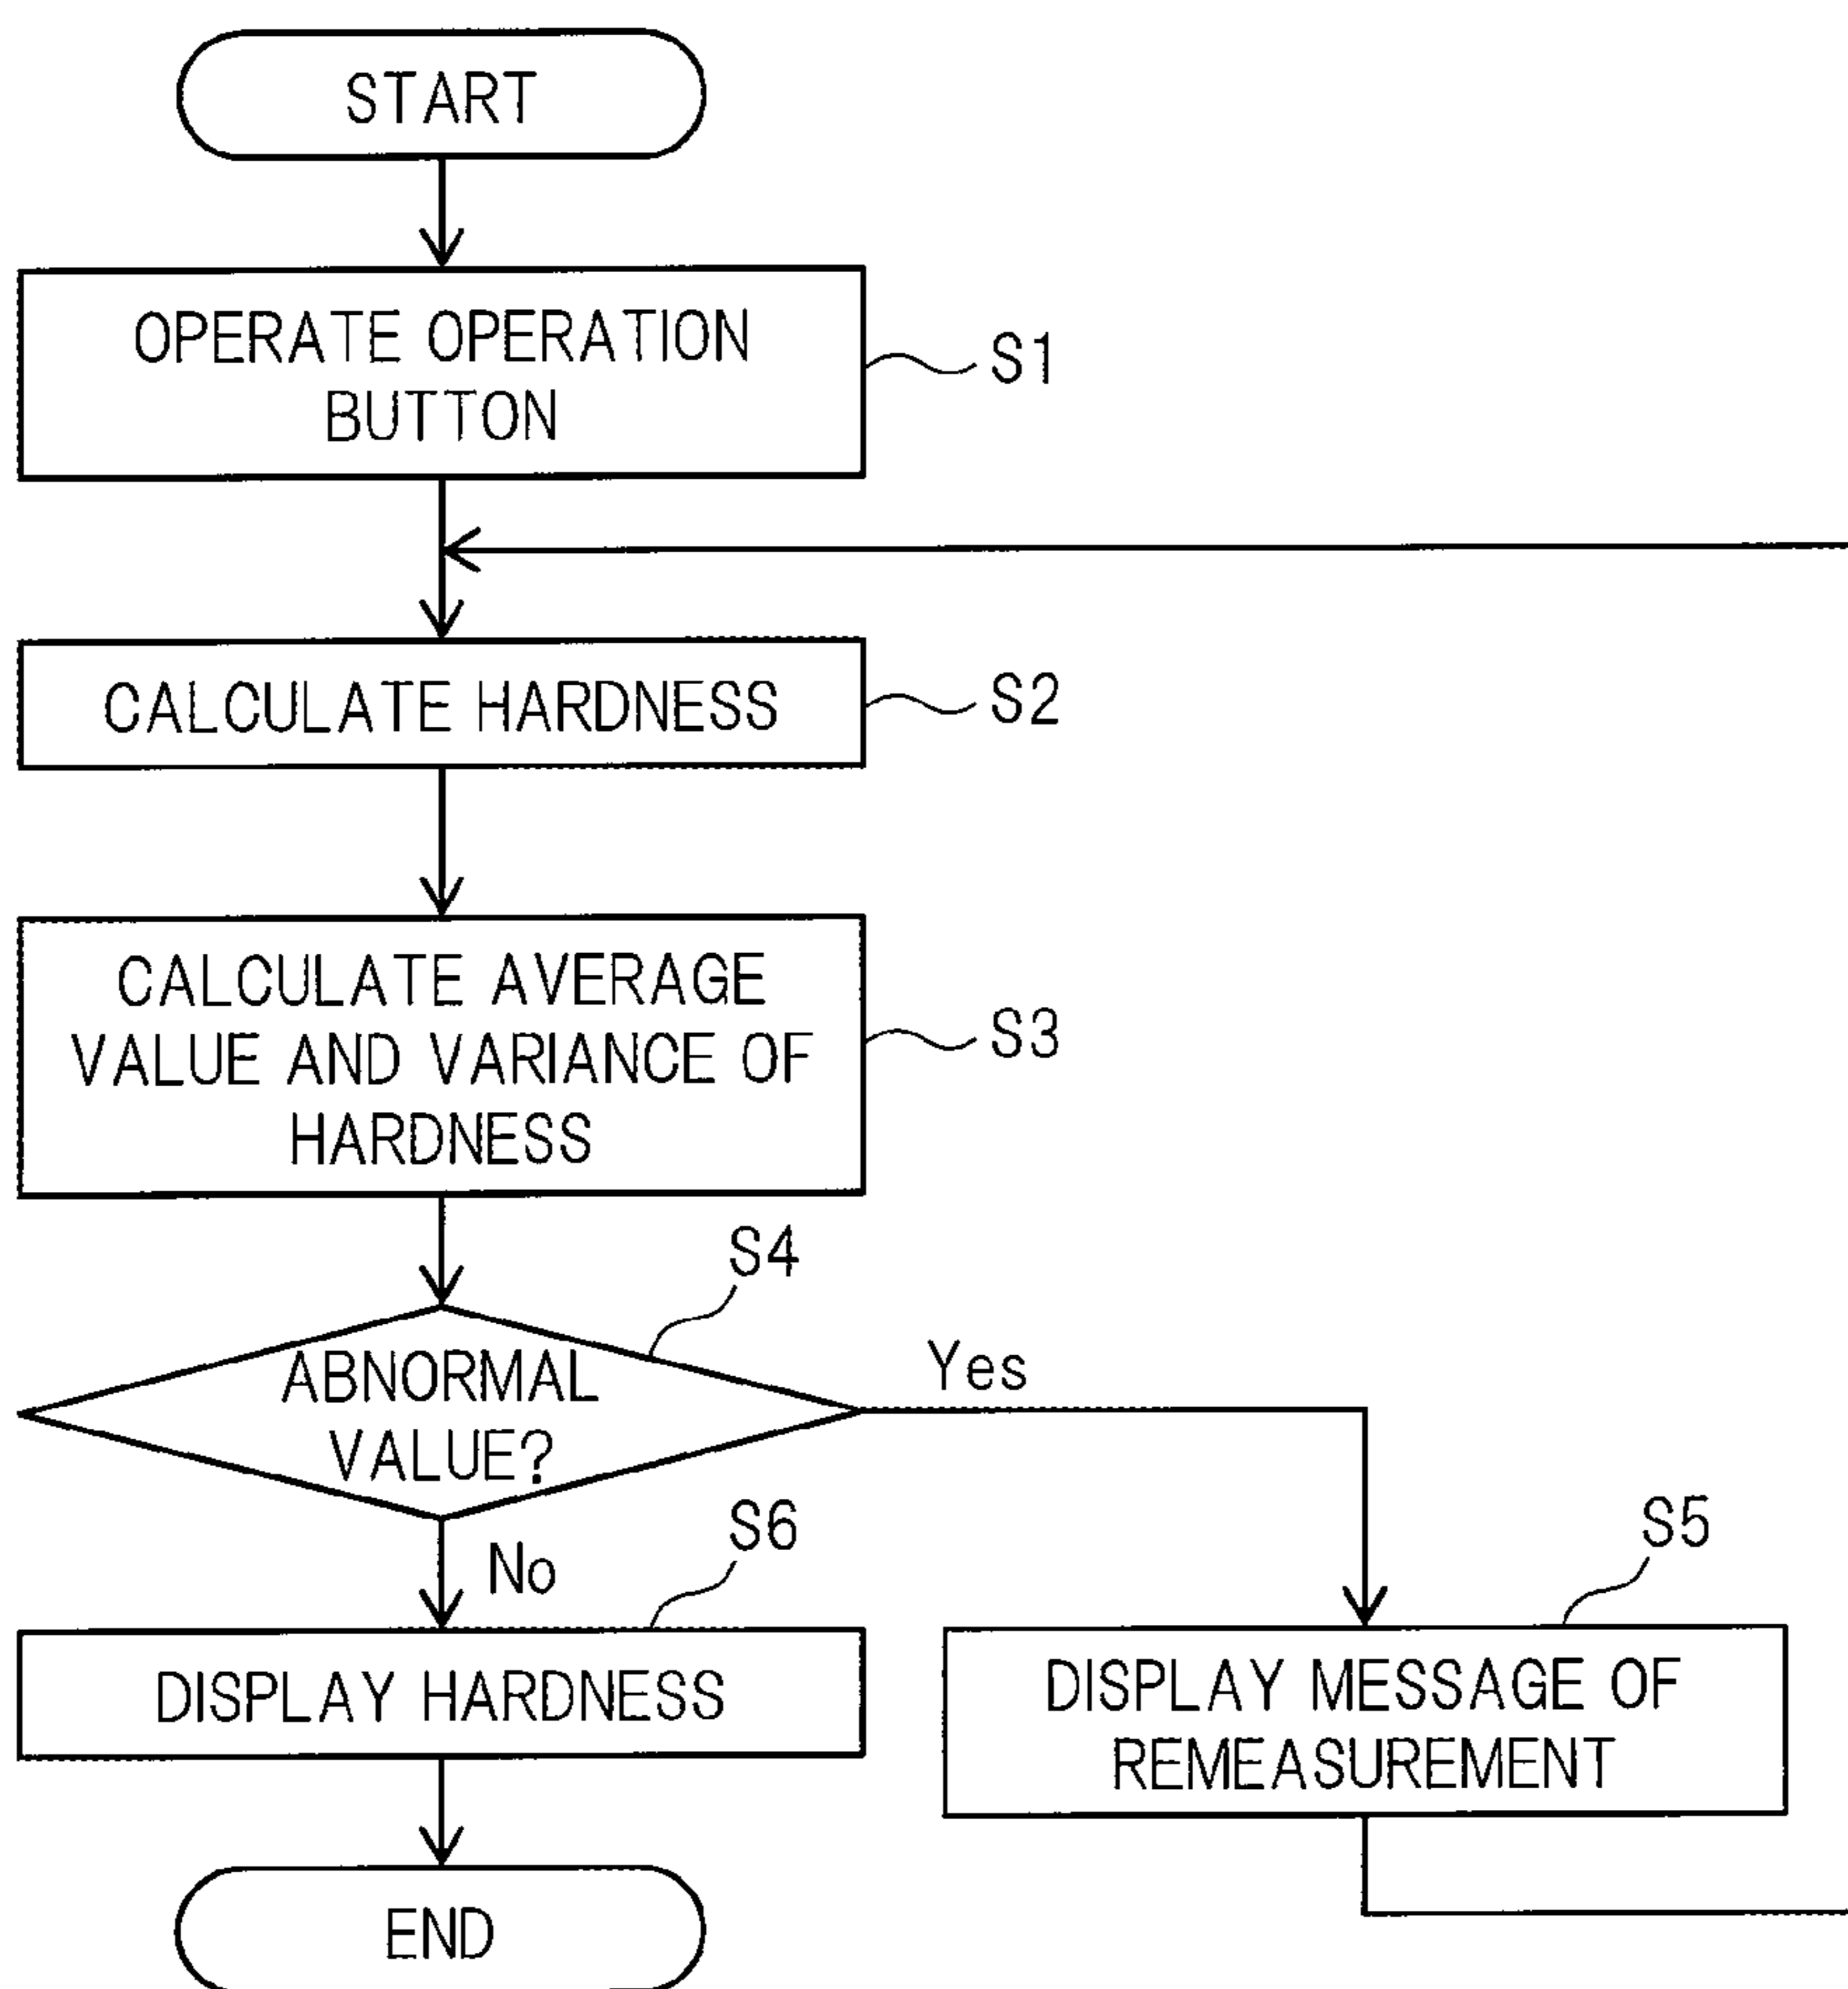 START
OPERATE OPERATION
BUTTON
S1
CALCULATE HARDNESS
S2
CALCULATE AVERAGE
VALUE AND VARIANCE OF
HARDNESS
S3
S4
ABNORMAL
VALUE?
Yes
No
S6
DISPLAY HARDNESS
S5
DISPLAY MESSAGE OF
REMEASUREMENT
END